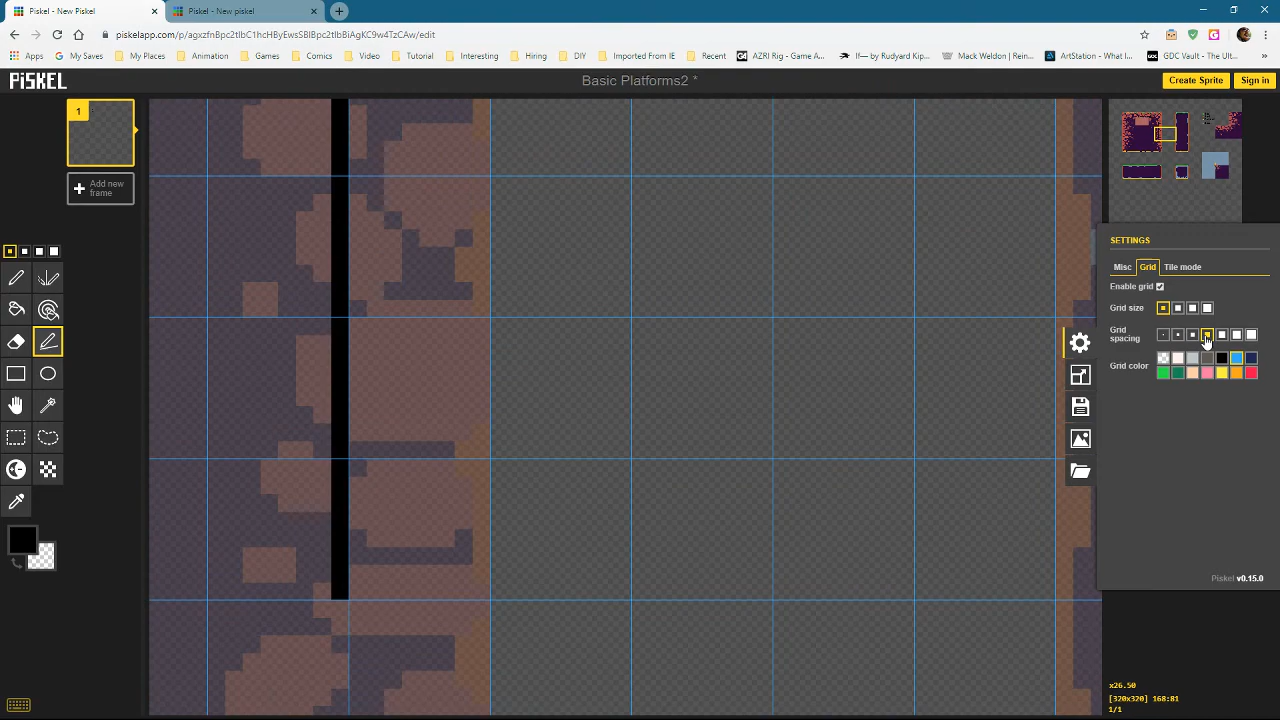 Piskel - New Piskel
Piskel - New piskel
piskelapp.com/p/agxzfnBpc2tlbC1hcHByEwsSBlBpc2tlbBiAgKC9w4TzCAw/edit
Apps
My Saves
My Places
Animation
Games
Comics
Video
Tutorial
Interesting
Hiring
DIY
Imported From IE
Recent
AZRI Rig - Game A...
If— by Rudyard Kip...
Mack Weldon | Rein...
ArtStation - What I...
GDC Vault - The Ult...
PiSKEL
Basic Platforms2 *
Create Sprite
Sign in
1
Add new
frame
SETTINGS
Misc
Grid
Tile mode
Enable grid
Grid size
Grid
spacing
Grid color
Piskel v0.15.0
x26.50
[320x320] 168:81
1/1